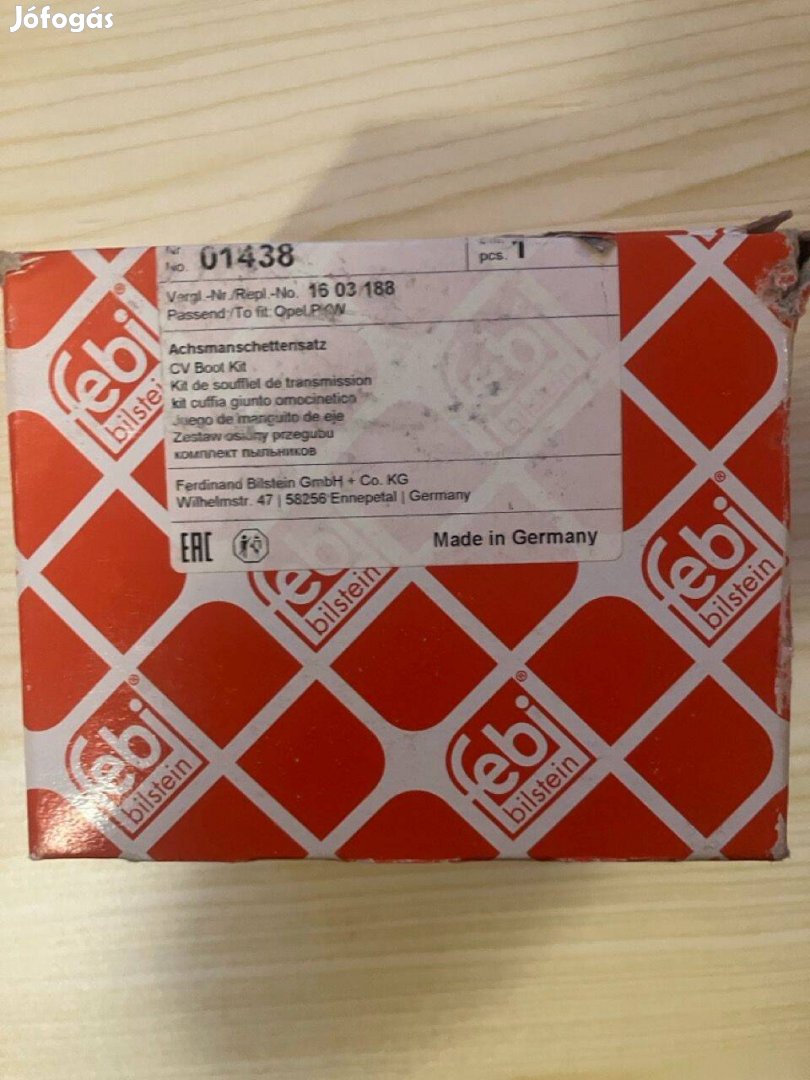 Jófogás
Nr.
No. 01438 pcs. 1
Vergl.-Nr./Repl.-No. 16 03 188
Passend/To fit: Opel PKW
Achsmanschettensatz
CV Boot Kit
Kit de soufflel de transmission
kit cuffia giunto omocinetico
Juego de manguito de eje
Zestaw osłony przegubu
комплект пыльников
Ferdinand Bilstein GmbH + Co. KG
Wilhelmstr. 47 | 58256 Ennepetal | Germany
EAC
Made in Germany
febi ®
bilstein
febi
bilstein
febi ®
bilstein
febi ®
bilstein
febi ®
bilstein